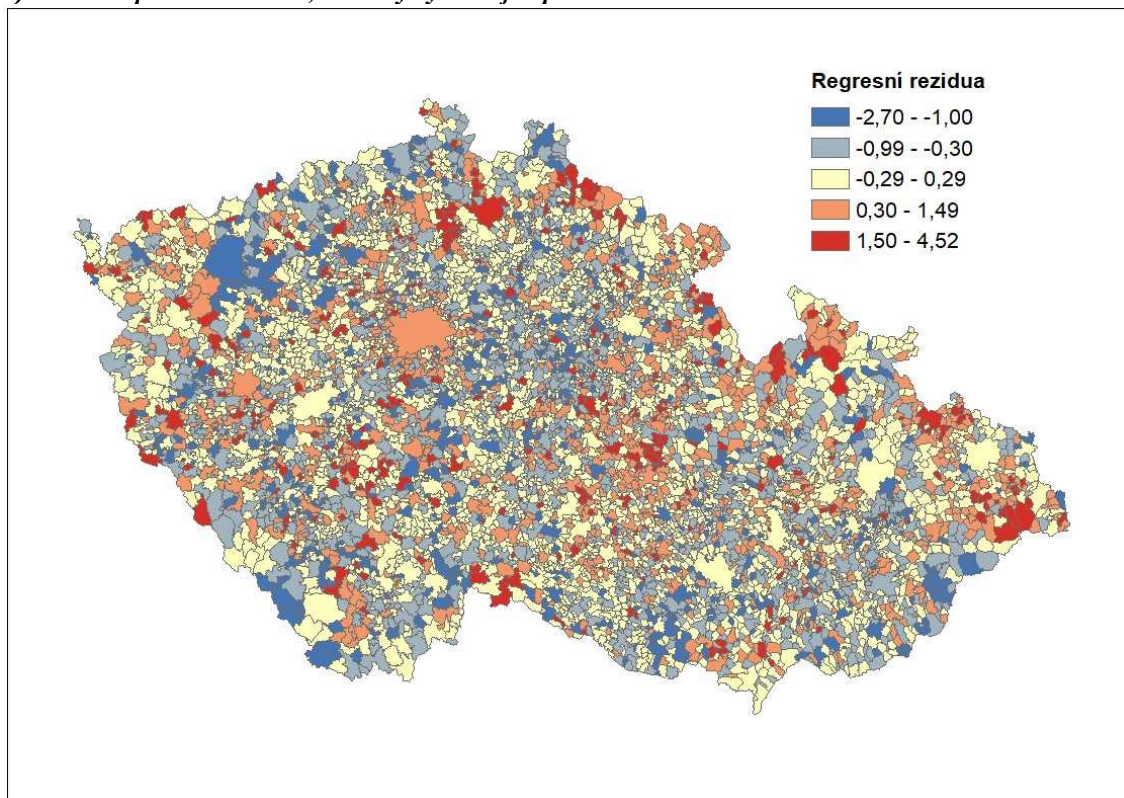 Regresní rezidua
-2,70 - -1,00
-0,99 - -0,30
-0,29 - 0,29
0,30 - 1,49
1,50 - 4,52